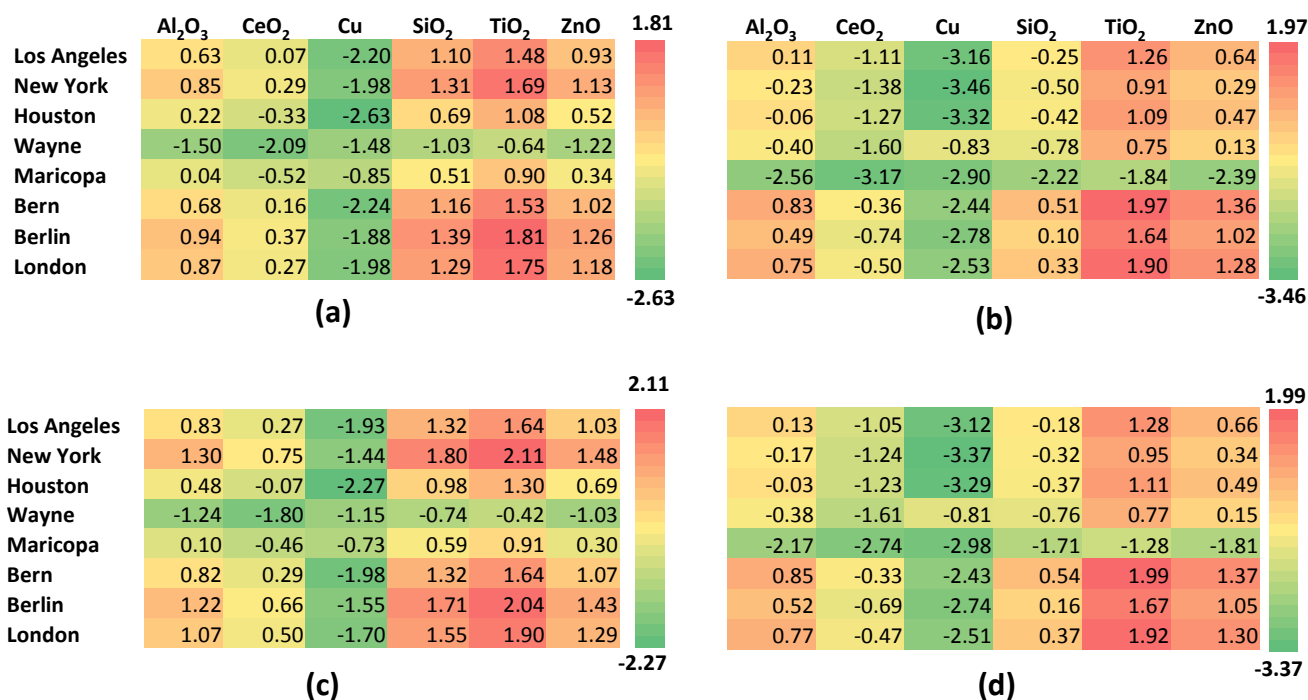 Al₂O₃ CeO₂ Cu SiO₂ TiO₂ ZnO 1.81
Los Angeles 0.63 0.07 -2.20 1.10 1.48 0.93
New York 0.85 0.29 -1.98 1.31 1.69 1.13
Houston 0.22 -0.33 -2.63 0.69 1.08 0.52
Wayne -1.50 -2.09 -1.48 -1.03 -0.64 -1.22
Maricopa 0.04 -0.52 -0.85 0.51 0.90 0.34
Bern 0.68 0.16 -2.24 1.16 1.53 1.02
Berlin 0.94 0.37 -1.88 1.39 1.81 1.26
London 0.87 0.27 -1.98 1.29 1.75 1.18
-2.63
(a)
Al₂O₃ CeO₂ Cu SiO₂ TiO₂ ZnO 1.97
0.11 -1.11 -3.16 -0.25 1.26 0.64
-0.23 -1.38 -3.46 -0.50 0.91 0.29
-0.06 -1.27 -3.32 -0.42 1.09 0.47
-0.40 -1.60 -0.83 -0.78 0.75 0.13
-2.56 -3.17 -2.90 -2.22 -1.84 -2.39
0.83 -0.36 -2.44 0.51 1.97 1.36
0.49 -0.74 -2.78 0.10 1.64 1.02
0.75 -0.50 -2.53 0.33 1.90 1.28
-3.46
(b)
2.11
Los Angeles 0.83 0.27 -1.93 1.32 1.64 1.03
New York 1.30 0.75 -1.44 1.80 2.11 1.48
Houston 0.48 -0.07 -2.27 0.98 1.30 0.69
Wayne -1.24 -1.80 -1.15 -0.74 -0.42 -1.03
Maricopa 0.10 -0.46 -0.73 0.59 0.91 0.30
Bern 0.82 0.29 -1.98 1.32 1.64 1.07
Berlin 1.22 0.66 -1.55 1.71 2.04 1.43
London 1.07 0.50 -1.70 1.55 1.90 1.29
-2.27
(c)
1.99
0.13 -1.05 -3.12 -0.18 1.28 0.66
-0.17 -1.24 -3.37 -0.32 0.95 0.34
-0.03 -1.23 -3.29 -0.37 1.11 0.49
-0.38 -1.61 -0.81 -0.76 0.77 0.15
-2.17 -2.74 -2.98 -1.71 -1.28 -1.81
0.85 -0.33 -2.43 0.54 1.99 1.37
0.52 -0.69 -2.74 0.16 1.67 1.05
0.77 -0.47 -2.51 0.37 1.92 1.30
-3.37
(d)